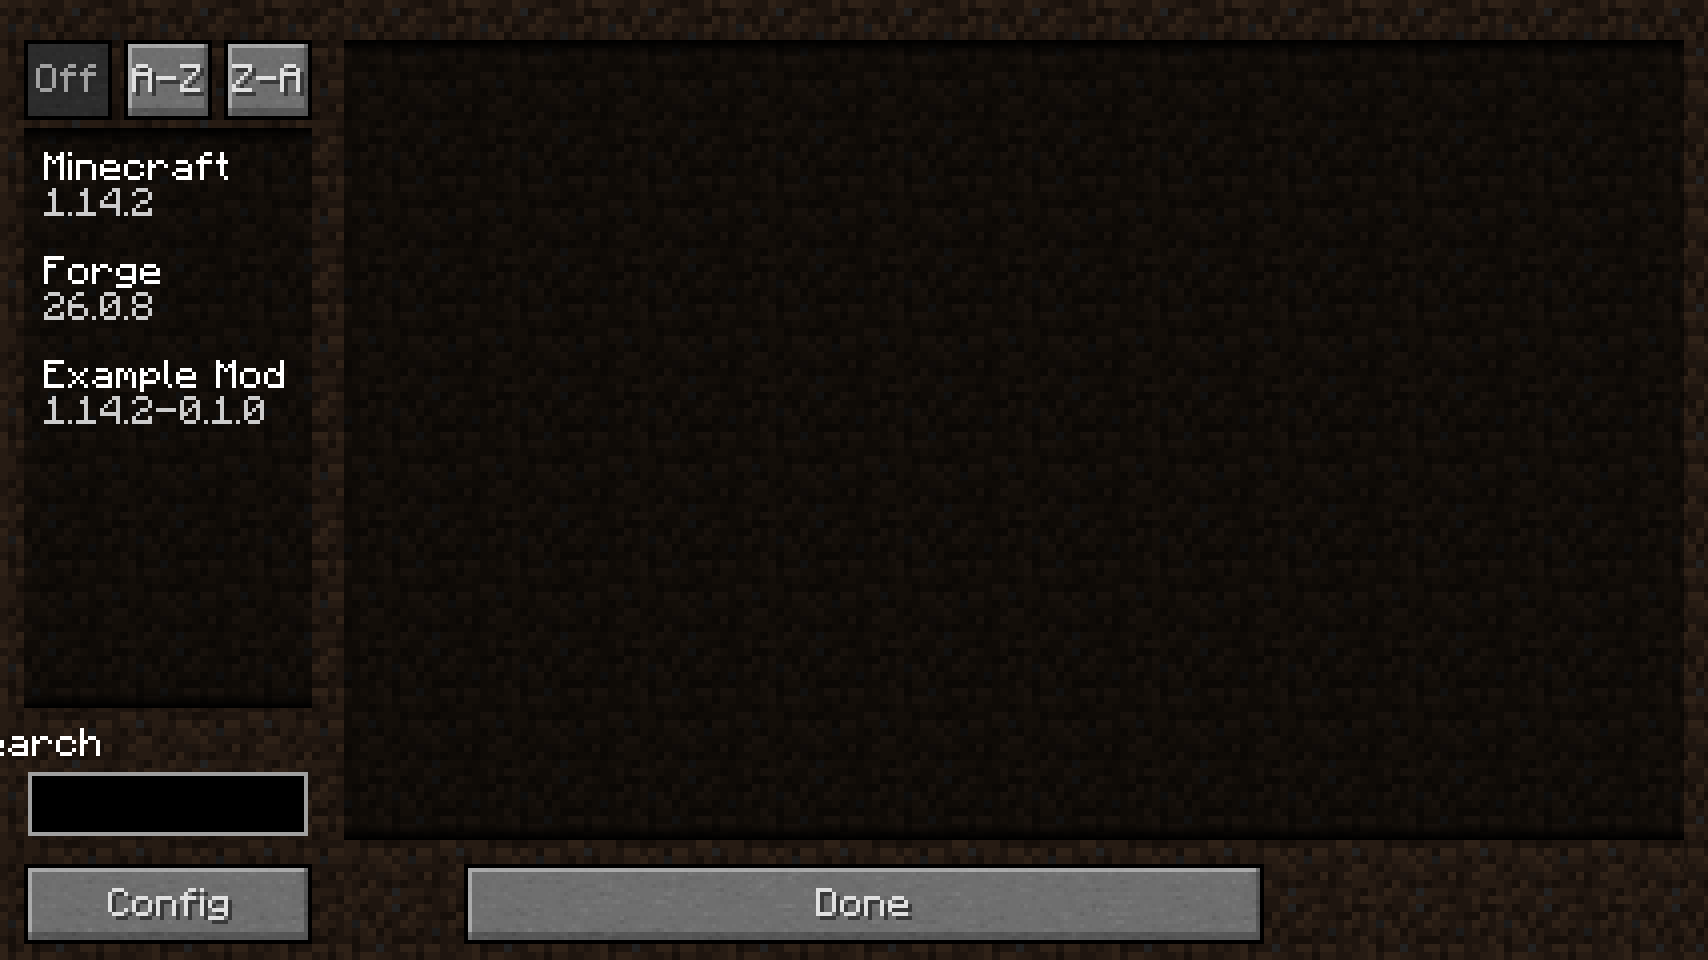 Off A-Z Z-A
Minecraft
1.14.2
Forge
26.0.8
Example Mod
1.14.2-0.1.0
earch
Config Done